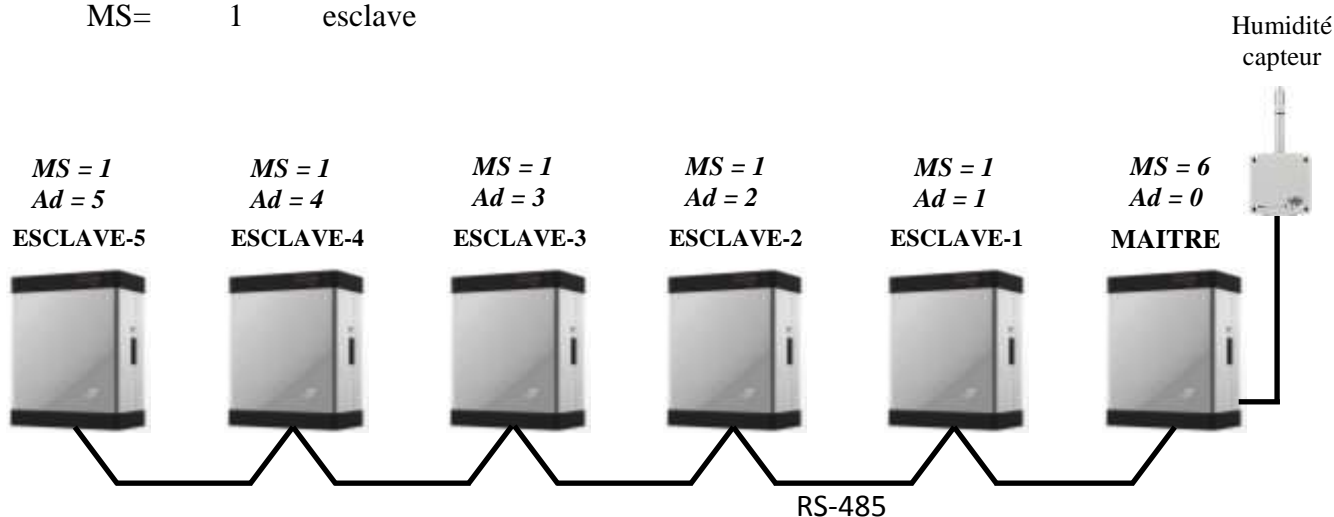 MS= 1 esclave
Humidité
capteur
MS = 1 MS = 1 MS = 1 MS = 1 MS = 1 MS = 6
Ad = 5 Ad = 4 Ad = 3 Ad = 2 Ad = 1 Ad = 0
ESCLAVE-5 ESCLAVE-4 ESCLAVE-3 ESCLAVE-2 ESCLAVE-1 MAITRE
RS-485